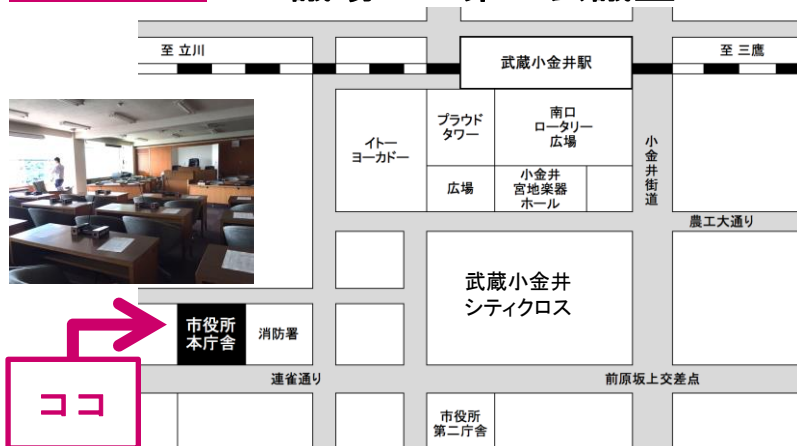 至 立川
武蔵小金井駅
至 三鷹
イトー
ヨーカドー
プラウド
タワー
南口
ロータリー
広場
広場
小金井
宮地楽器
ホール
小金井街道
農工大通り
武蔵小金井
シティクロス
市役所
本庁舎
消防署
ココ
連雀通り
前原坂上交差点
市役所
第二庁舎